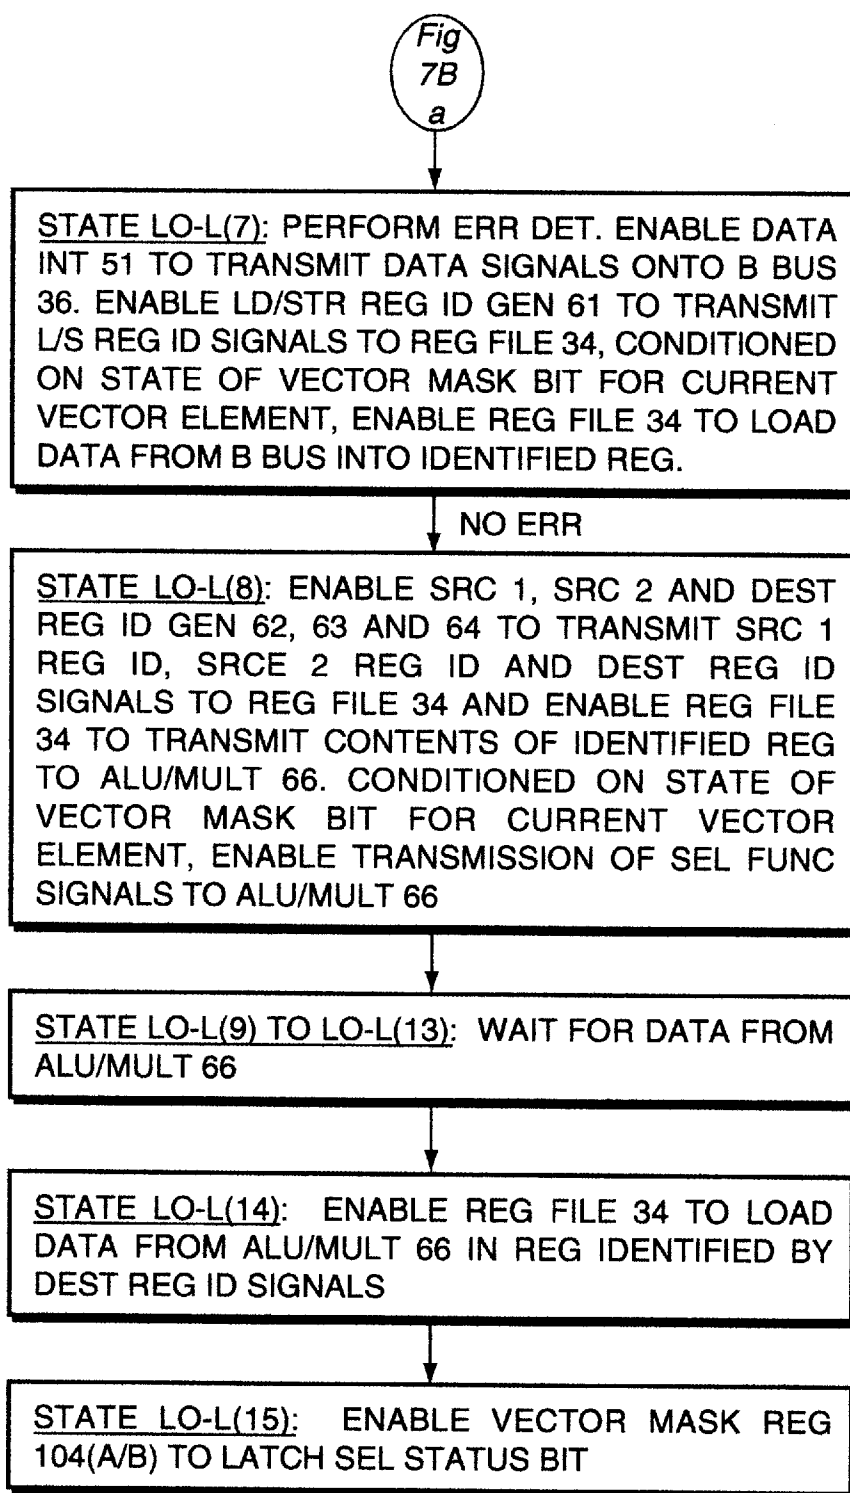 Fig
7B
a
STATE LO-L(7): PERFORM ERR DET. ENABLE DATA
INT 51 TO TRANSMIT DATA SIGNALS ONTO B BUS
36. ENABLE LD/STR REG ID GEN 61 TO TRANSMIT
L/S REG ID SIGNALS TO REG FILE 34, CONDITIONED
ON STATE OF VECTOR MASK BIT FOR CURRENT
VECTOR ELEMENT, ENABLE REG FILE 34 TO LOAD
DATA FROM B BUS INTO IDENTIFIED REG.
NO ERR
STATE LO-L(8): ENABLE SRC 1, SRC 2 AND DEST
REG ID GEN 62, 63 AND 64 TO TRANSMIT SRC 1
REG ID, SRCE 2 REG ID AND DEST REG ID
SIGNALS TO REG FILE 34 AND ENABLE REG FILE
34 TO TRANSMIT CONTENTS OF IDENTIFIED REG
TO ALU/MULT 66. CONDITIONED ON STATE OF
VECTOR MASK BIT FOR CURRENT VECTOR
ELEMENT, ENABLE TRANSMISSION OF SEL FUNC
SIGNALS TO ALU/MULT 66
STATE LO-L(9) TO LO-L(13): WAIT FOR DATA FROM
ALU/MULT 66
STATE LO-L(14): ENABLE REG FILE 34 TO LOAD
DATA FROM ALU/MULT 66 IN REG IDENTIFIED BY
DEST REG ID SIGNALS
STATE LO-L(15): ENABLE VECTOR MASK REG
104(A/B) TO LATCH SEL STATUS BIT